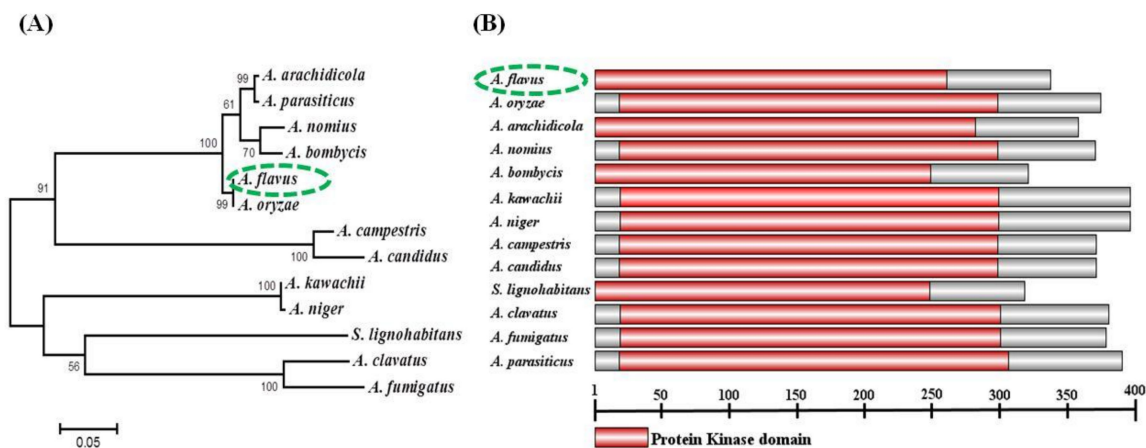 (A)
99
A. arachidicola
A. parasiticus
61
A. nomius
70
A. bombycis
100
A. flavus
99
A. oryzae
91
A. campestris
100
A. candidus
A. kawachii
100
A. niger
S. lignohabitans
56
A. clavatus
100
A. fumigatus
0.05
(B)
A. flavus
A. oryzae
A. arachidicola
A. nomius
A. bombycis
A. kawachii
A. niger
A. campestris
A. candidus
S. lignohabitans
A. clavatus
A. fumigatus
A. parasiticus
1 50 100 150 200 250 300 350 400
Protein Kinase domain